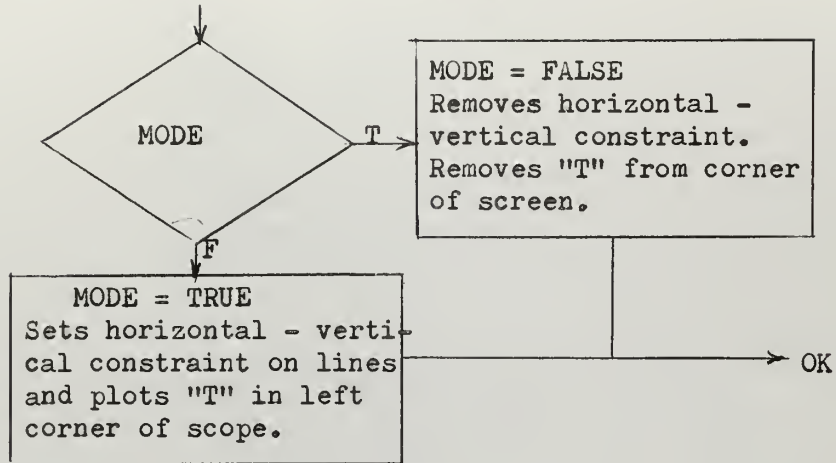 MODE
T
MODE = FALSE
Removes horizontal -
vertical constraint.
Removes "T" from corner
of screen.
F
MODE = TRUE
Sets horizontal - verti-
cal constraint on lines
and plots "T" in left
corner of scope.
OK